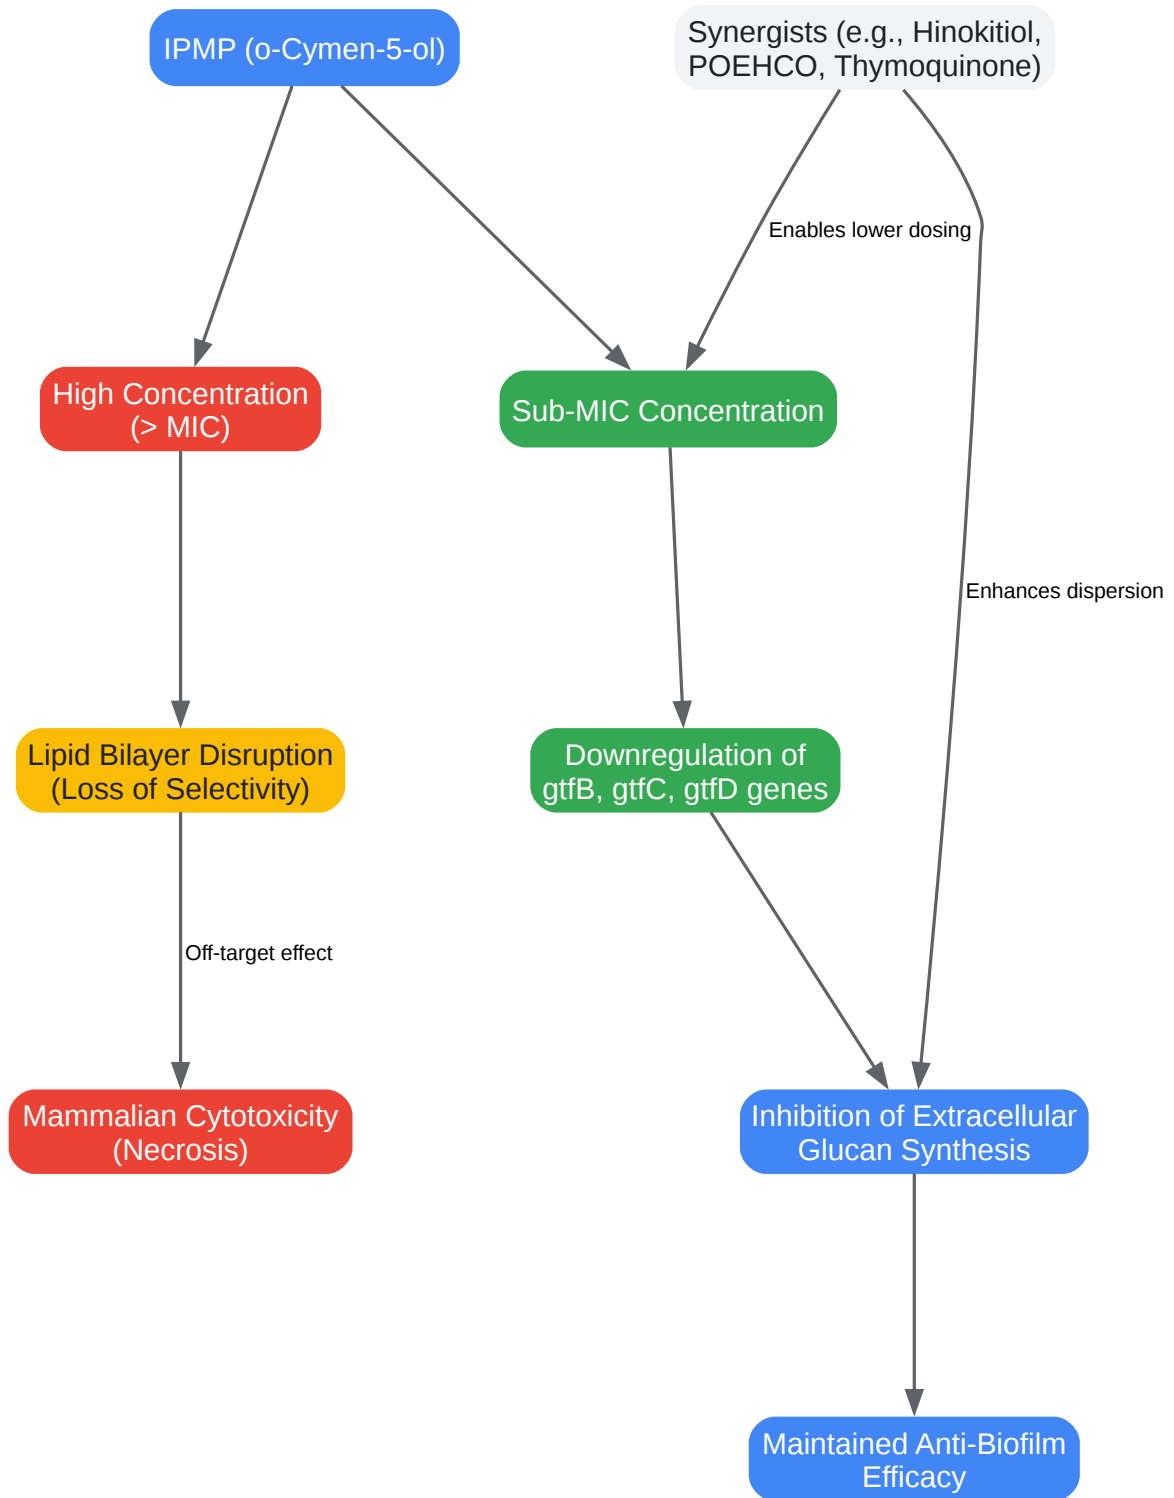 IPMP (o-Cymen-5-ol)
Synergists (e.g., Hinokitiol,
POEHCO, Thymoquinone)
Enables lower dosing
High Concentration
(> MIC)
Sub-MIC Concentration
Enhances dispersion
Lipid Bilayer Disruption
(Loss of Selectivity)
Downregulation of
gtfB, gtfC, gtfD genes
Off-target effect
Mammalian Cytotoxicity
(Necrosis)
Inhibition of Extracellular
Glucan Synthesis
Maintained Anti-Biofilm
Efficacy